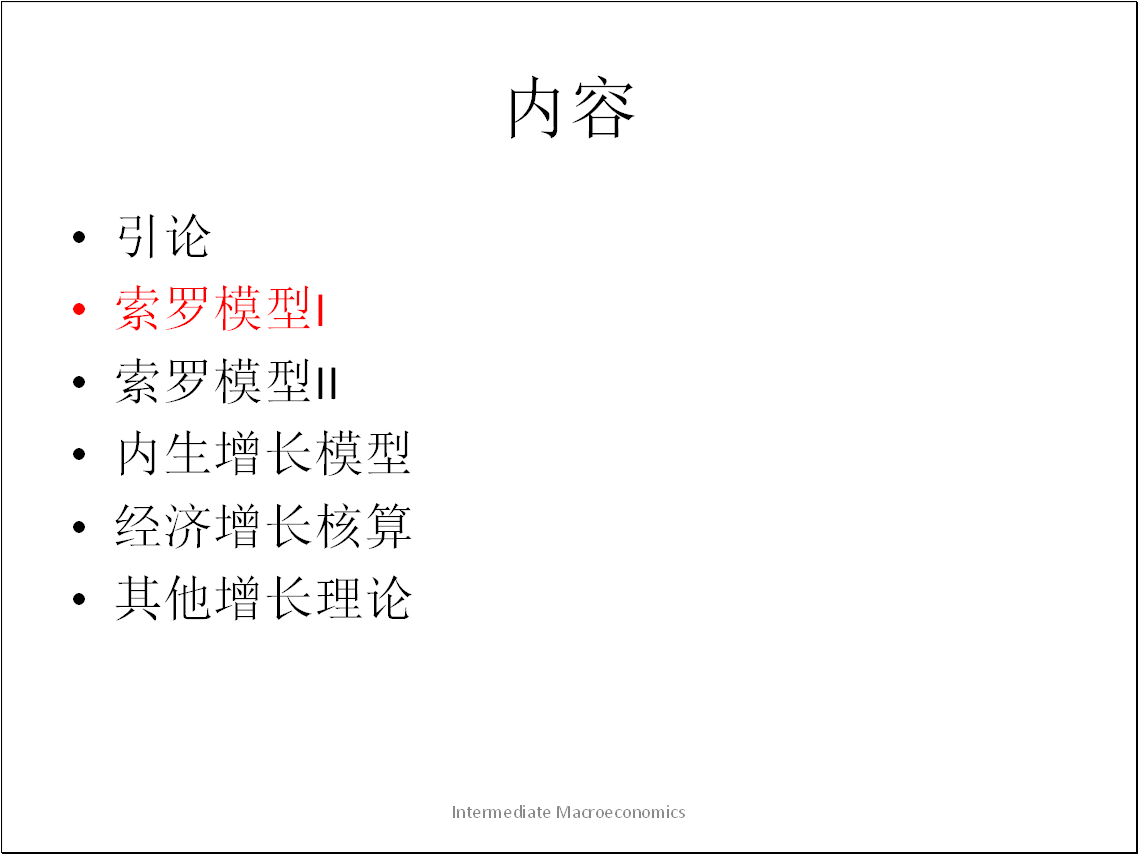 内容
• 引论
• 索罗模型I
• 索罗模型II
• 内生增长模型
• 经济增长核算
• 其他增长理论
Intermediate Macroeconomics